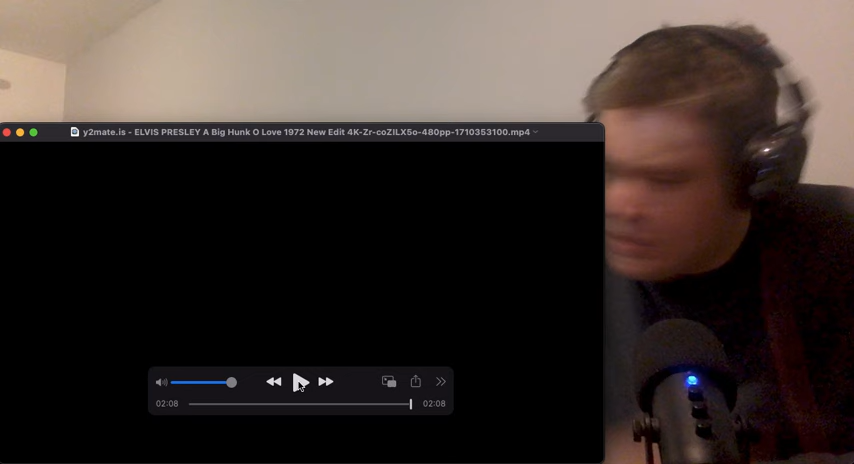 y2mate.is - ELVIS PRESLEY A Big Hunk O Love 1972 New Edit 4K-Zr-coZILX5o-480pp-1710353100.mp4
02:08
02:08